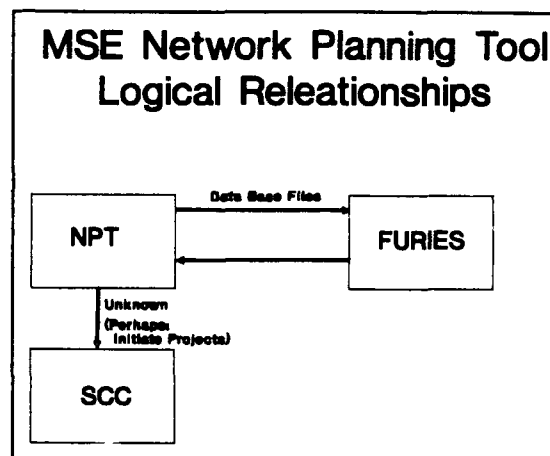 MSE Network Planning Tool
Logical Releationships
Data Base Files
NPT
FURIES
Unknown
(Perhaps:
Initiate Projects)
SCC